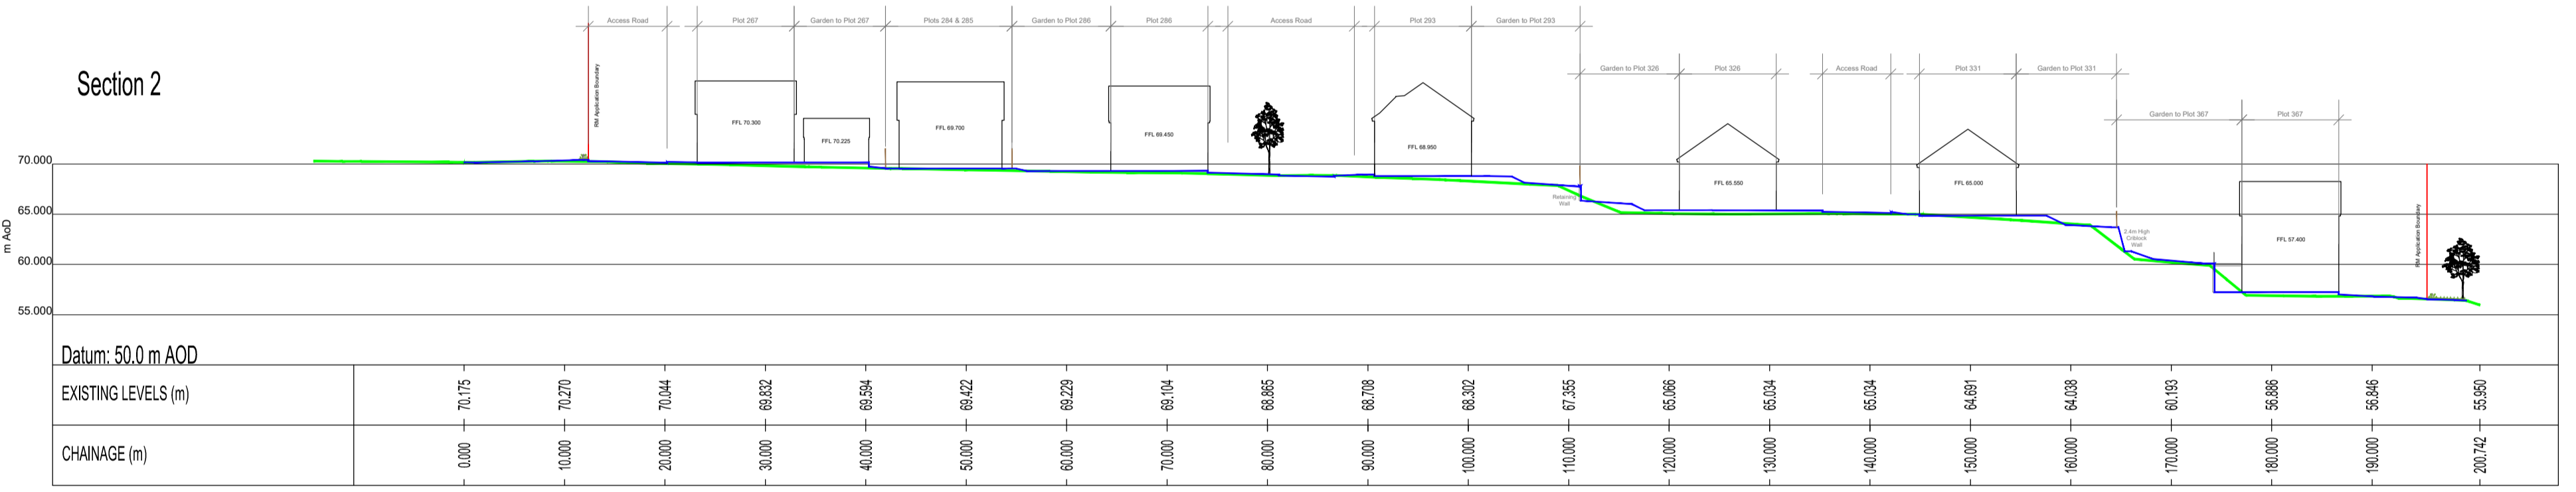 Access Road
Plot 267
Garden to Plot 267
Plots 284 & 285
Garden to Plot 286
Plot 286
Access Road
Plot 293
Garden to Plot 293
Section 2
RM Application Boundary
Garden to Plot 326
Plot 326
Access Road
Plot 331
Garden to Plot 331
Garden to Plot 367
Plot 367
FFL 70.300
FFL 70.225
FFL 69.700
FFL 69.450
FFL 68.950
FFL 65.550
FFL 65.000
FFL 57.400
Retaining
Wall
2.4m High
Criblock
Wall
RM Application Boundary
m AoD
70.000
65.000
60.000
55.000
Datum: 50.0 m AOD
EXISTING LEVELS (m) 70.175 70.270 70.044 69.832 69.594 69.422 69.229 69.104 68.865 68.708 68.302 67.355 65.066 65.034 65.034 64.691 64.038 60.193 56.886 56.846 55.950
CHAINAGE (m) 0.000 10.000 20.000 30.000 40.000 50.000 60.000 70.000 80.000 90.000 100.000 110.000 120.000 130.000 140.000 150.000 160.000 170.000 180.000 190.000 200.742